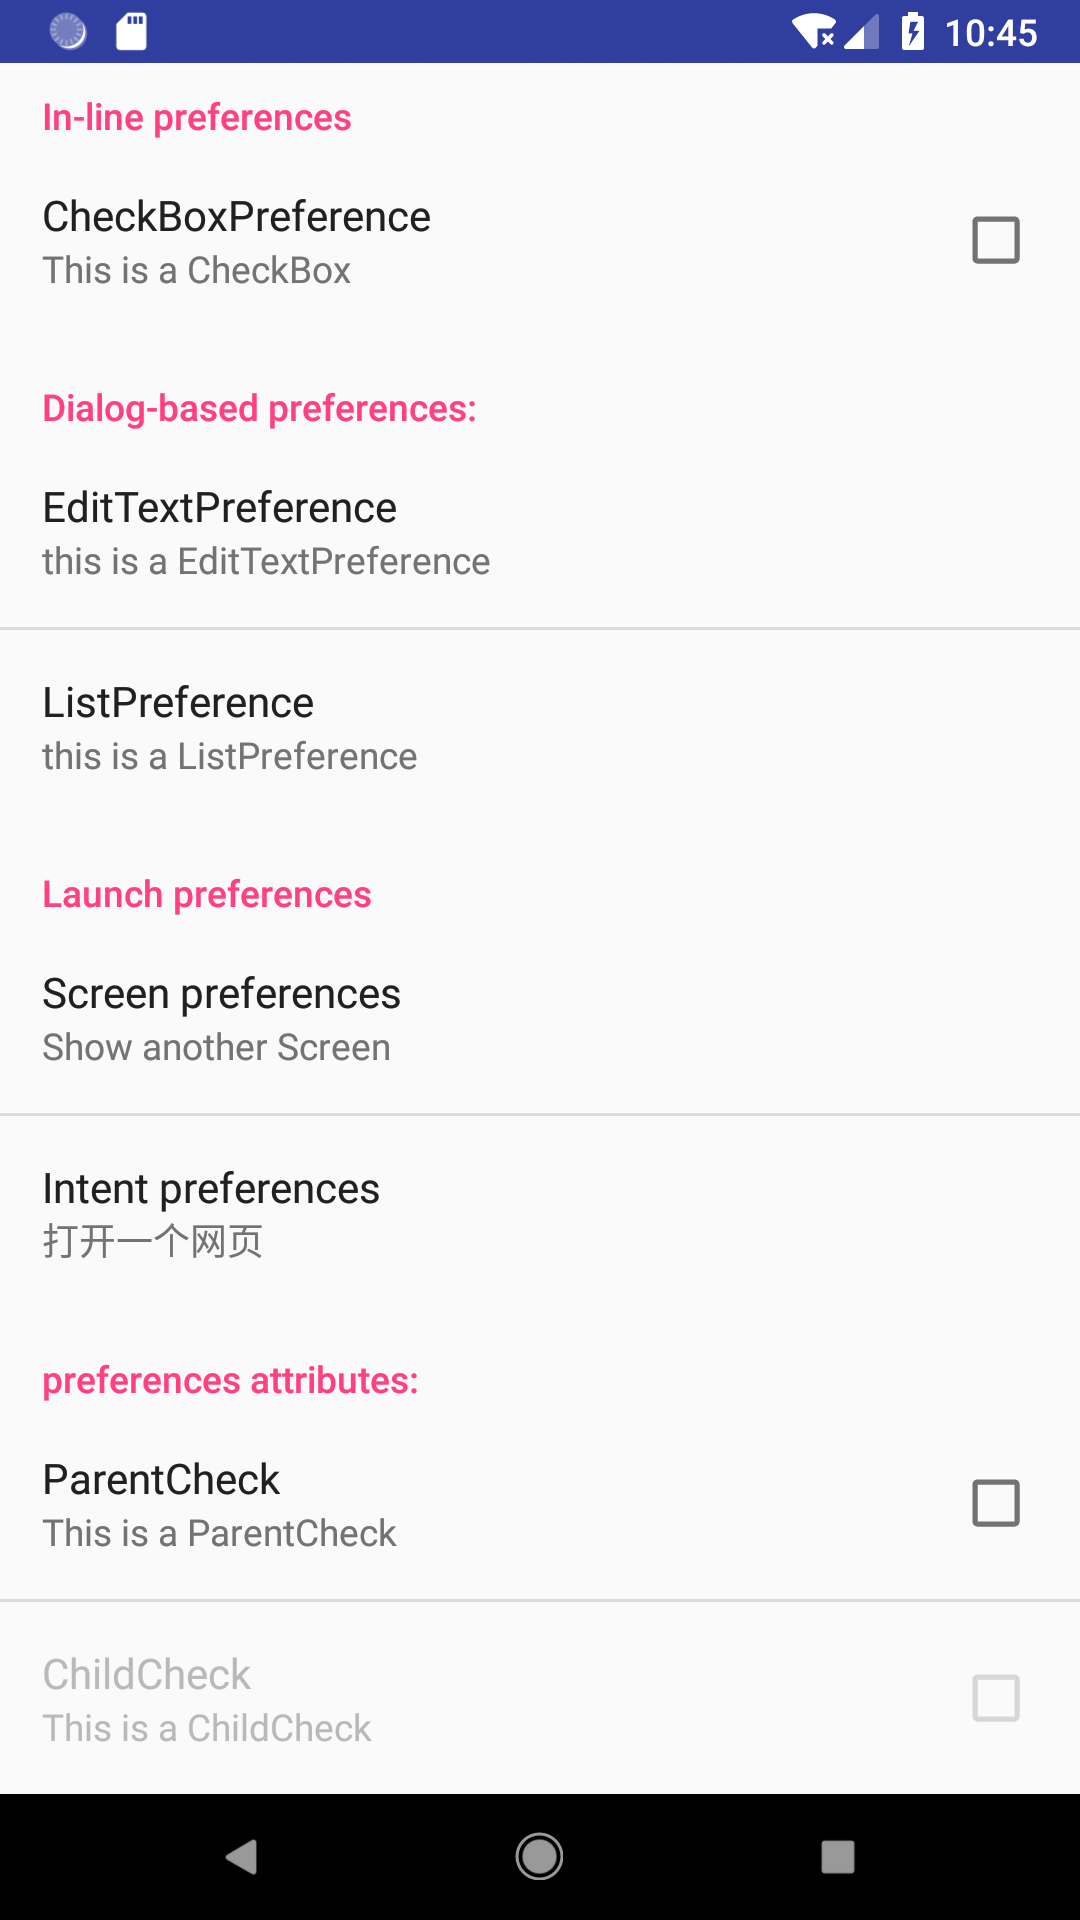 10:45
In-line preferences
CheckBoxPreference
This is a CheckBox
Dialog-based preferences:
EditTextPreference
this is a EditTextPreference
ListPreference
this is a ListPreference
Launch preferences
Screen preferences
Show another Screen
Intent preferences
打开一个网页
preferences attributes:
ParentCheck
This is a ParentCheck
ChildCheck
This is a ChildCheck